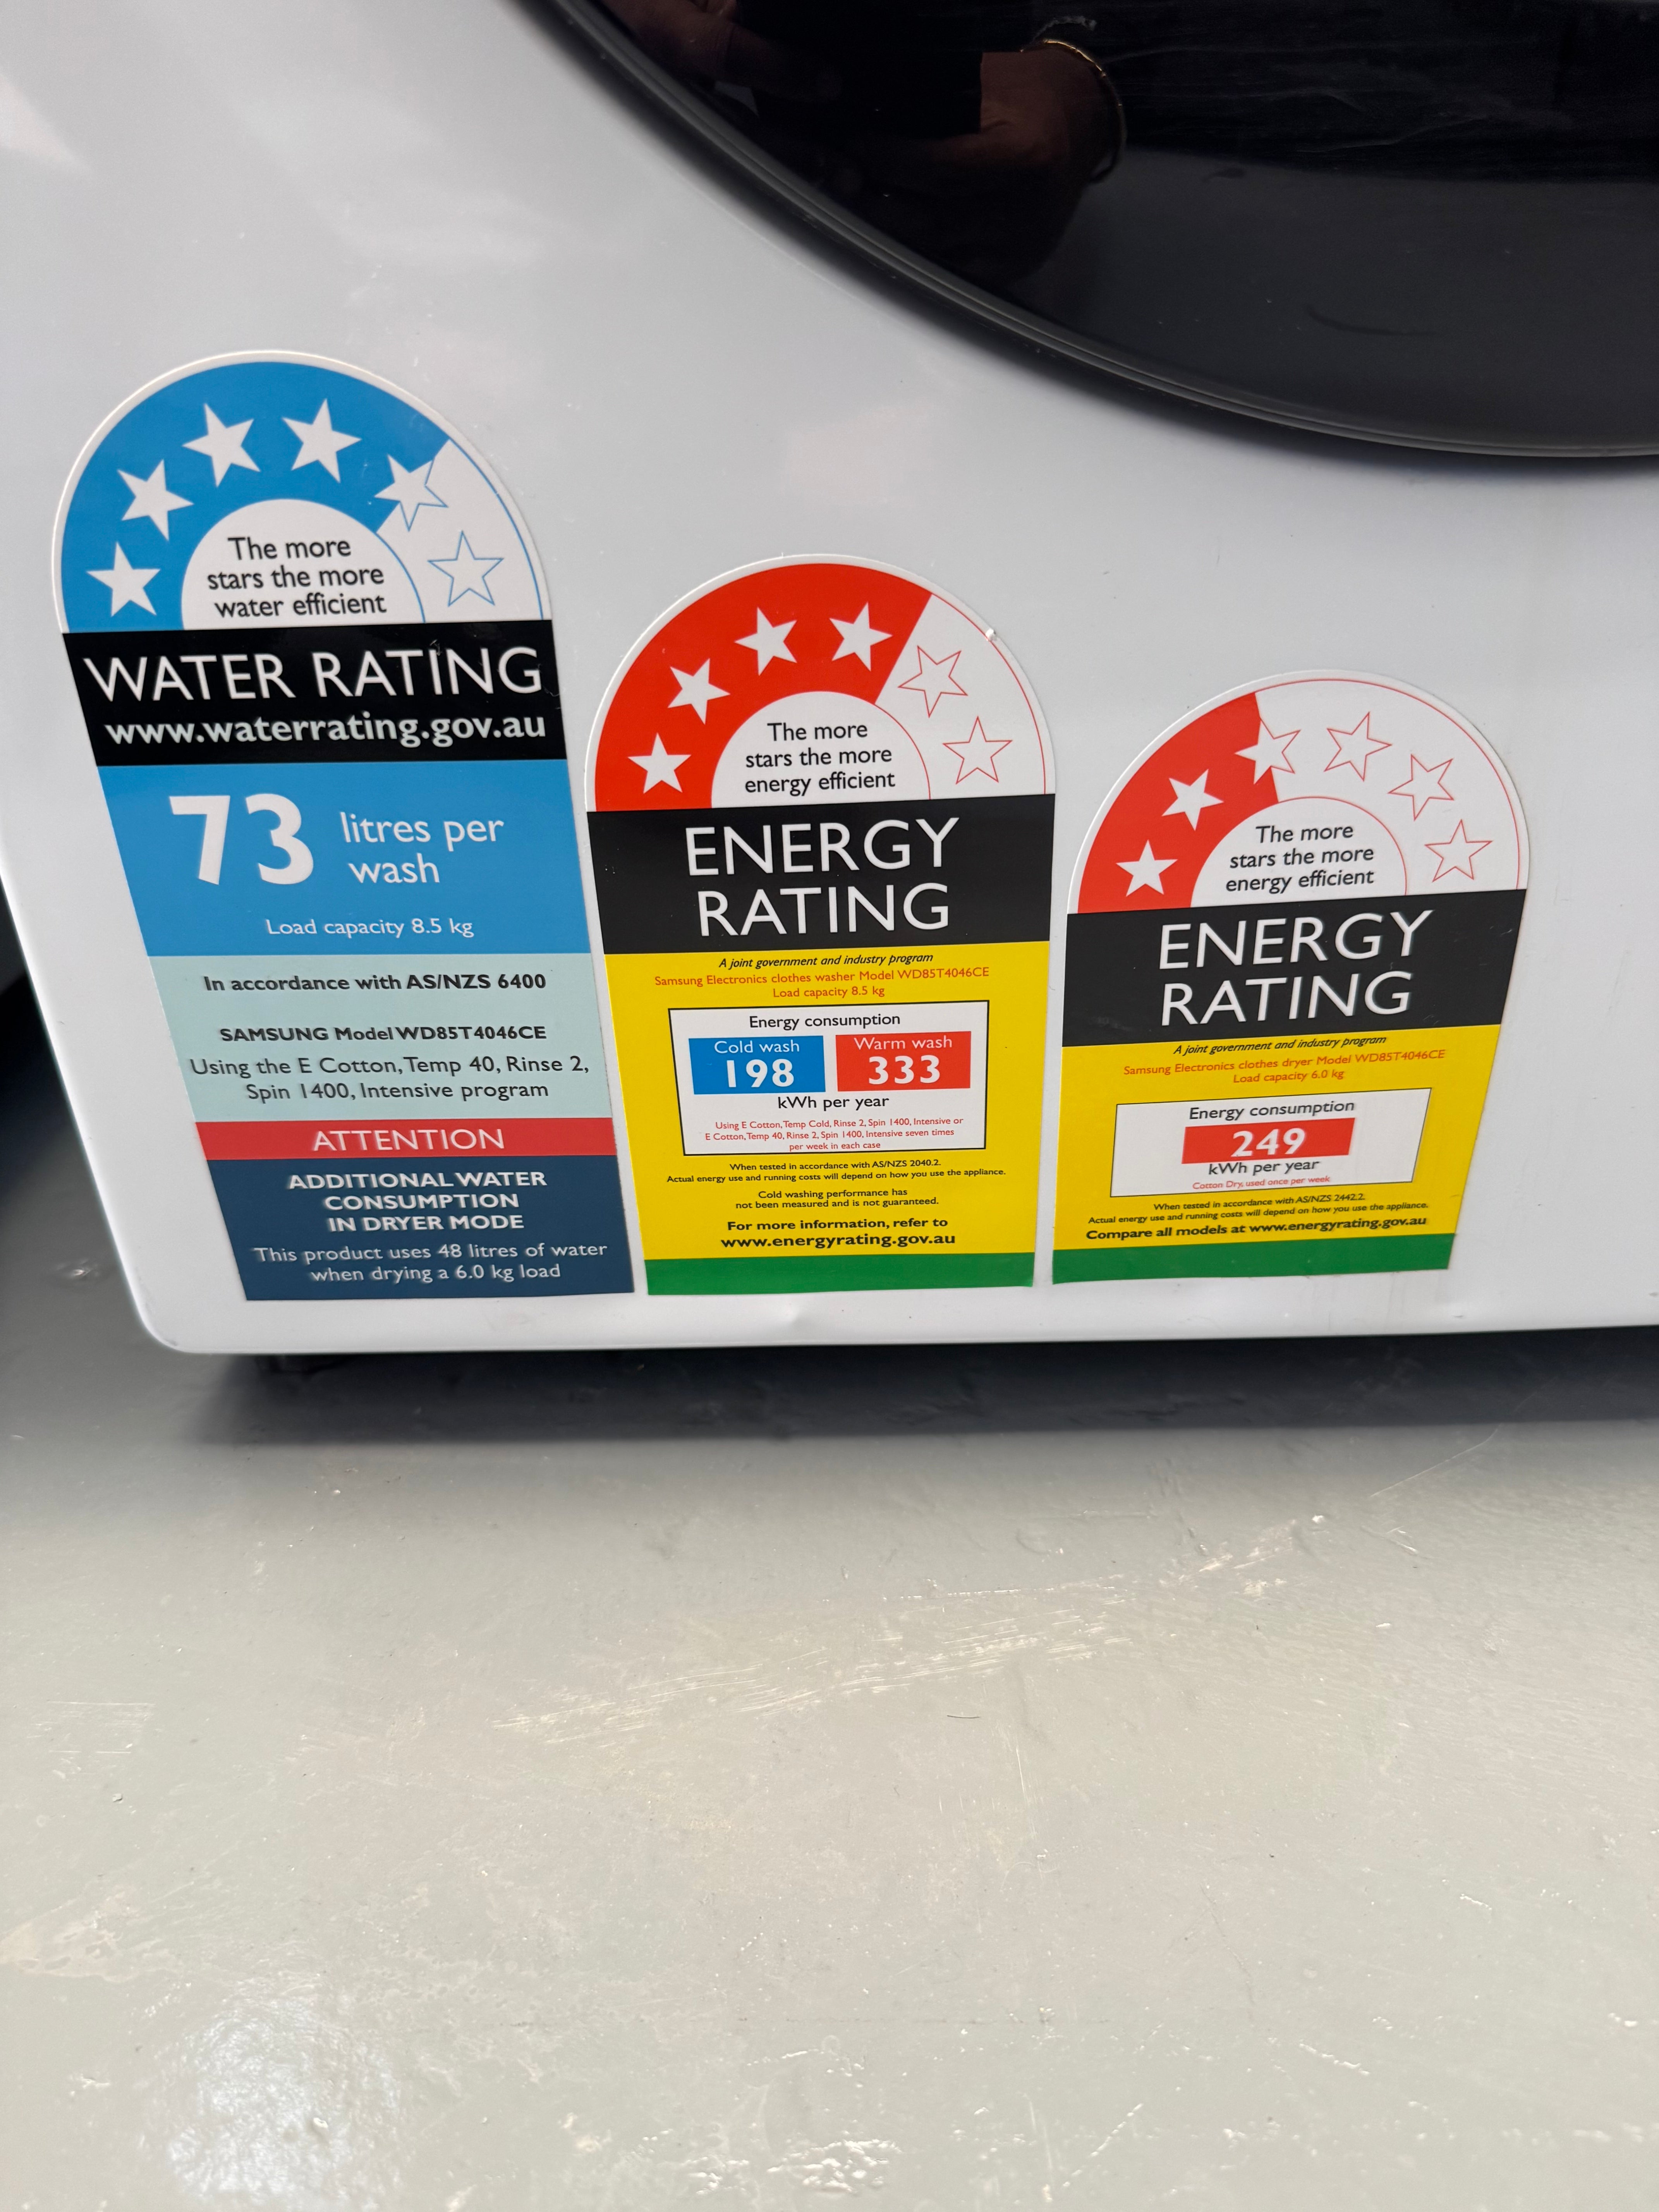 The more
stars the more
water efficient
WATER RATING
www.waterrating.gov.au
73 litres per
wash
Load capacity 8.5 kg
In accordance with AS/NZS 6400
SAMSUNG Model WD85T4046CE
Using the E Cotton, Temp 40, Rinse 2,
Spin 1400, Intensive program
ATTENTION
ADDITIONAL WATER
CONSUMPTION
IN DRYER MODE
This product uses 48 litres of water
when drying a 6.0 kg load
The more
stars the more
energy efficient
ENERGY
RATING
A joint government and industry program
Samsung Electronics clothes washer Model WD85T4046CE
Load capacity 8.5 kg
Energy consumption
Cold wash Warm wash
198 333
kWh per year
Using E Cotton, Temp Cold, Rinse 2, Spin 1400, Intensive or
E Cotton, Temp 40, Rinse 2, Spin 1400, Intensive seven times
per week in each case
When tested in accordance with AS/NZS 2040.2.
Actual energy use and running costs will depend on how you use the appliance.
Cold washing performance has
not been measured and is not guaranteed.
For more information, refer to
www.energyrating.gov.au
The more
stars the more
energy efficient
ENERGY
RATING
A joint government and industry program
Samsung Electronics clothes dryer Model WD85T4046CE
Load capacity 6.0 kg
Energy consumption
249
kWh per year
Cotton Dry, used once per week
When tested in accordance with AS/NZS 2442.2.
Actual energy use and running costs will depend on how you use the appliance.
Compare all models at www.energyrating.gov.au